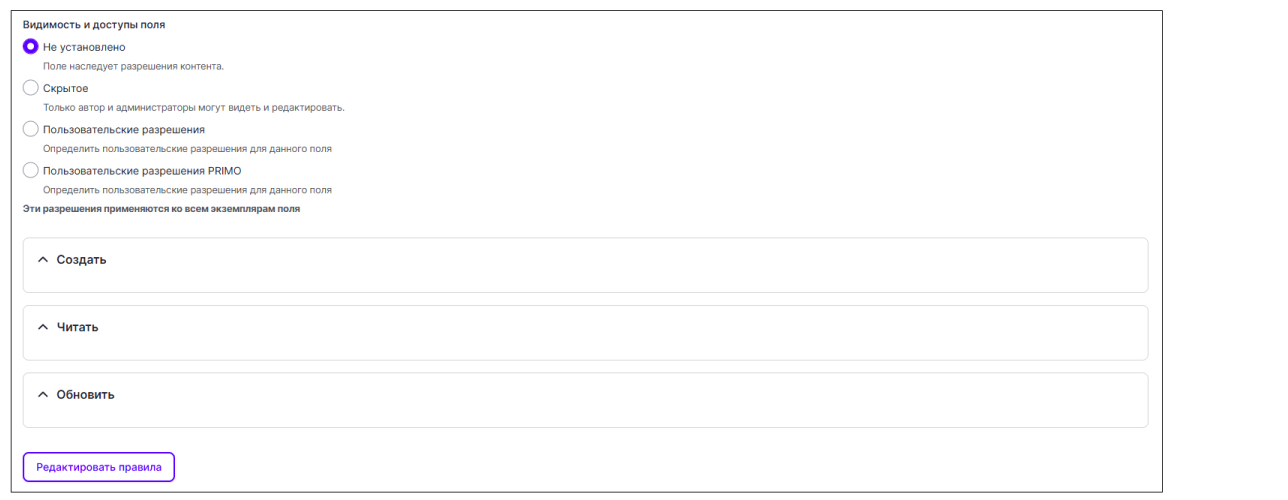 Видимость и доступы поля
Не установлено
Поле наследует разрешения контента.
Скрытое
Только автор и администраторы могут видеть и редактировать.
Пользовательские разрешения
Определить пользовательские разрешения для данного поля
Пользовательские разрешения PRIMO
Определить пользовательские разрешения для данного поля
Эти разрешения применяются ко всем экземплярам поля
Создать
Читать
Обновить
Редактировать правила